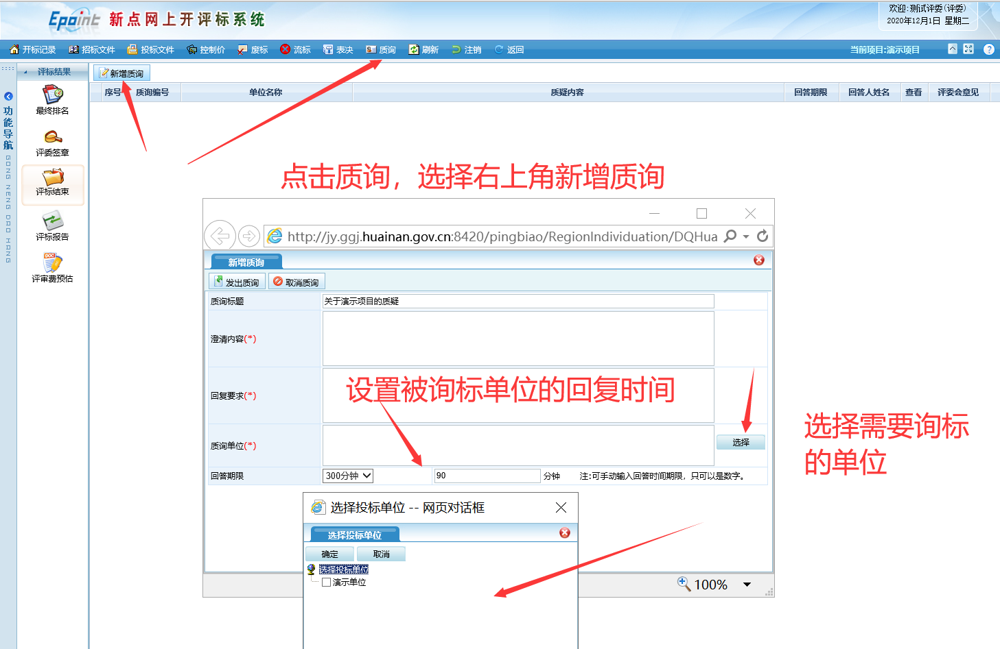 Epoint 新点网上开评标系统
欢迎:测试评委(评委)
2020年12月1日 星期二
开标记录 招标文件 投标文件 控制价 废标 流标 表决 质询 刷新 注销 返回 当前项目:演示项目
评标结果
新增质询
序号 质询编号 单位名称 质疑内容 回答期限 回答人姓名 查看 评委会意见
功能导航
GONG NENG DAO HANG
最终排名
评委签章
评标结束
评标报告
评审费预估
点击质询，选择右上角新增质询
http://jy.ggj.huainan.gov.cn:8420/pingbiao/RegionIndividuation/DQHua
新增质询
发出质询 取消质询
质询标题 关于演示项目的质疑
澄清内容(*)
回复要求(*)
设置被询标单位的回复时间
质询单位(*) 选择
选择需要询标
的单位
回答期限 300分钟 90 分钟 注:可手动输入回答时间期限，只可以是数字。
选择投标单位 -- 网页对话框
选择投标单位
确定 取消
选择投标单位
演示单位
100%